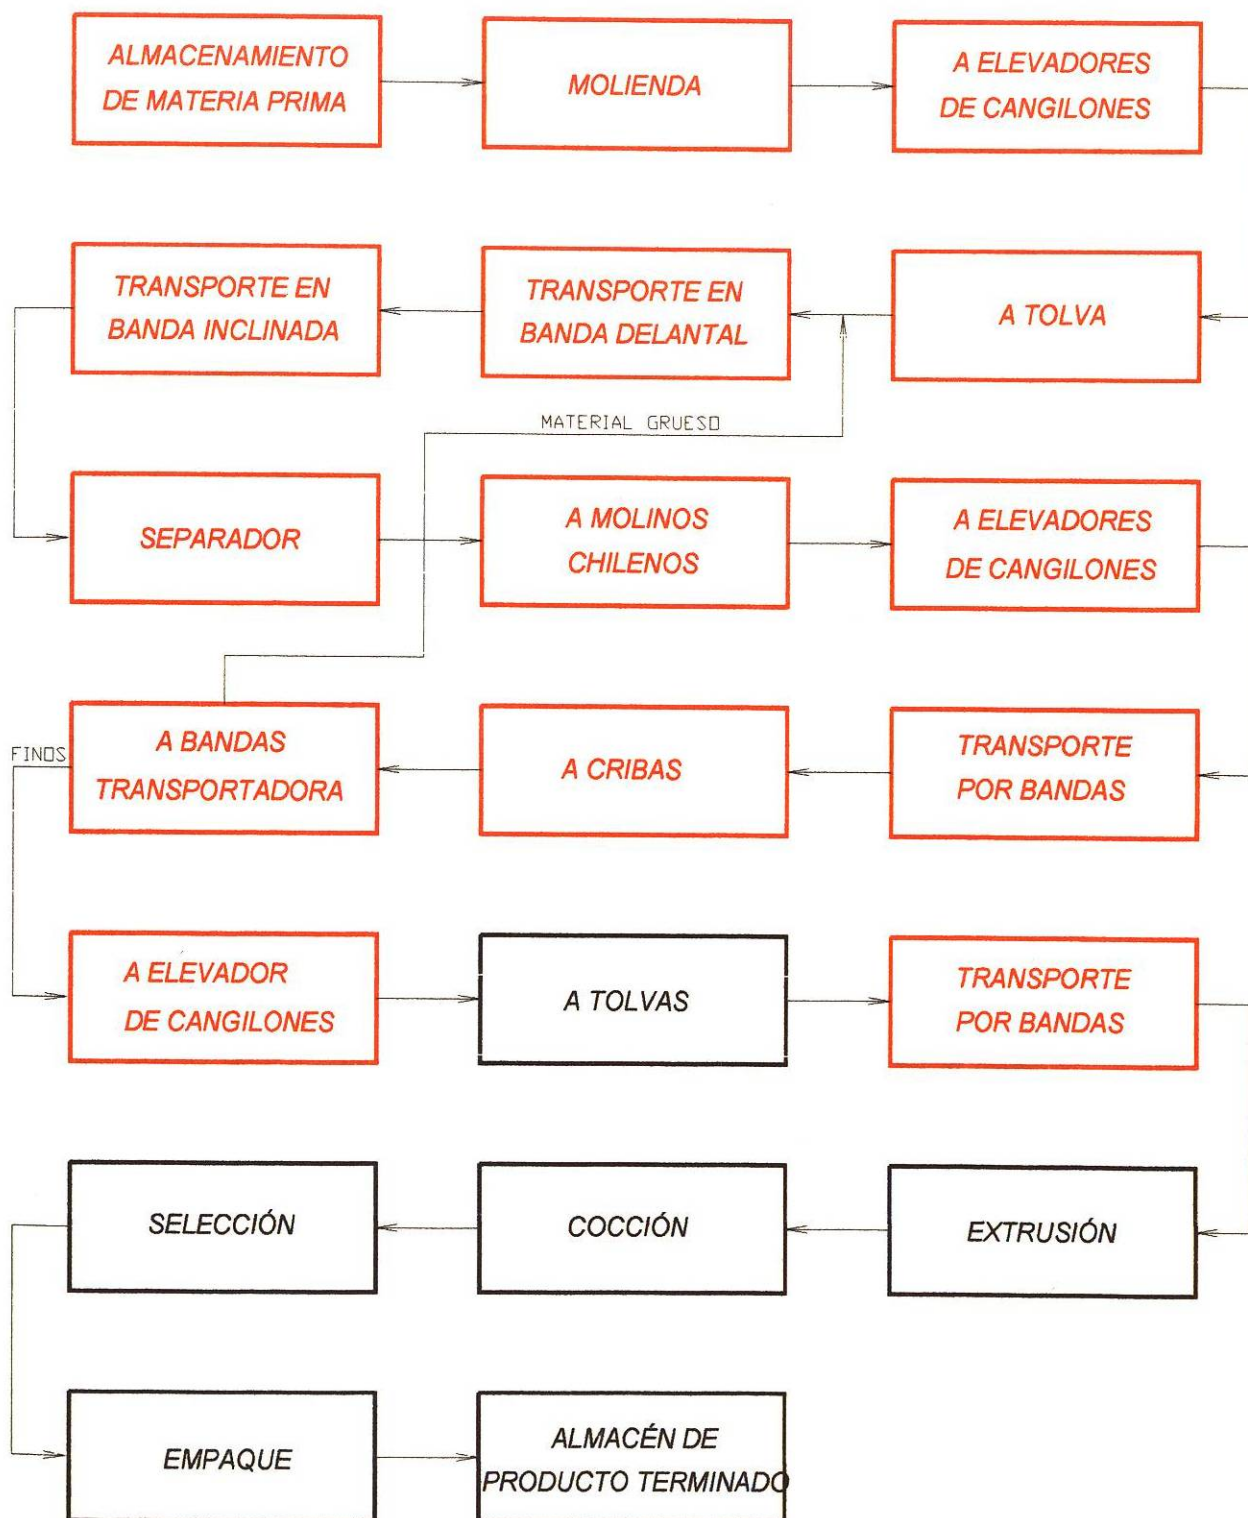 ALMACENAMIENTO
DE MATERIA PRIMA
MOLIENDA
A ELEVADORES
DE CANGILONES
TRANSPORTE EN
BANDA INCLINADA
TRANSPORTE EN
BANDA DELANTAL
A TOLVA
MATERIAL GRUESO
SEPARADOR
A MOLINOS
CHILENOS
A ELEVADORES
DE CANGILONES
FINOS
A BANDAS
TRANSPORTADORA
A CRIBAS
TRANSPORTE
POR BANDAS
A ELEVADOR
DE CANGILONES
A TOLVAS
TRANSPORTE
POR BANDAS
SELECCIÓN
COCCIÓN
EXTRUSIÓN
EMPAQUE
ALMACÉN DE
PRODUCTO TERMINADO